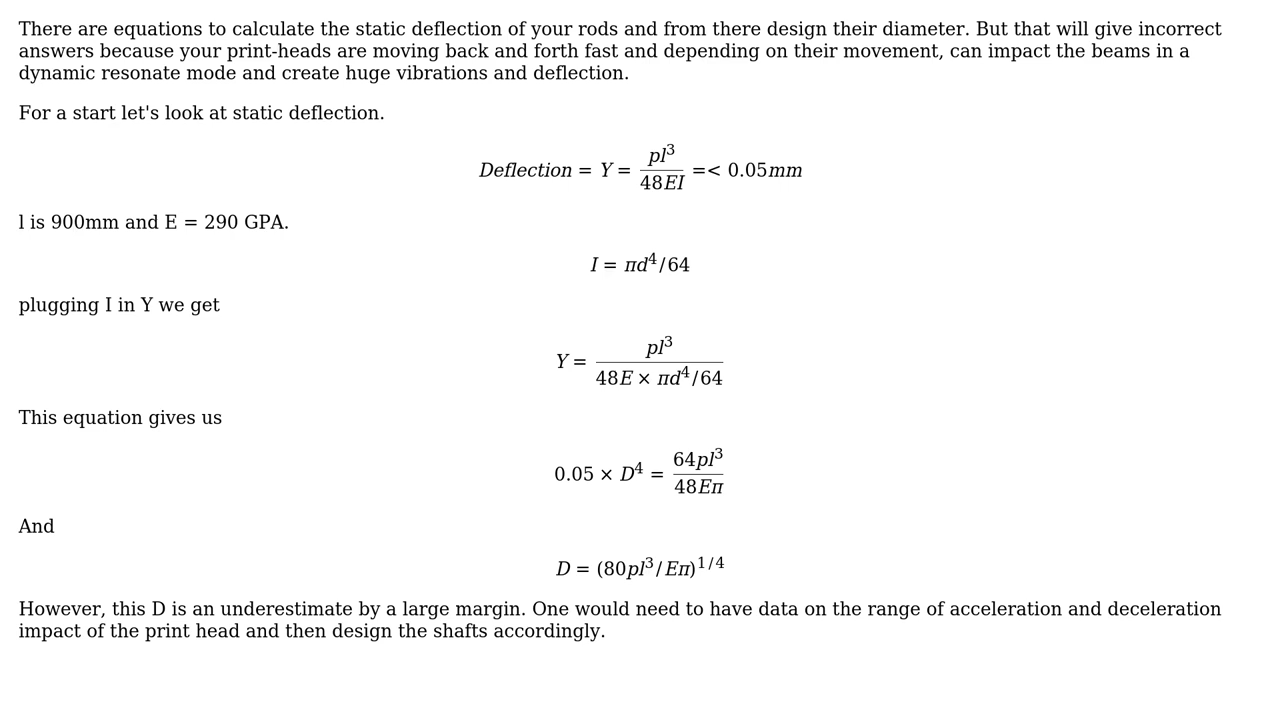 There are equations to calculate the static deflection of your rods and from there design their diameter. But that will give incorrect
answers because your print-heads are moving back and forth fast and depending on their movement, can impact the beams in a
dynamic resonate mode and create huge vibrations and deflection.
For a start let's look at static deflection.
Deflection = Y = \frac{pl^3}{48EI} =< 0.05mm
l is 900mm and E = 290 GPA.
I = πd^4/64
plugging I in Y we get
Y = \frac{pl^3}{48E × πd^4/64}
This equation gives us
0.05 × D^4 = \frac{64pl^3}{48Eπ}
And
D = (80pl^3/Eπ)^{1/4}
However, this D is an underestimate by a large margin. One would need to have data on the range of acceleration and deceleration
impact of the print head and then design the shafts accordingly.